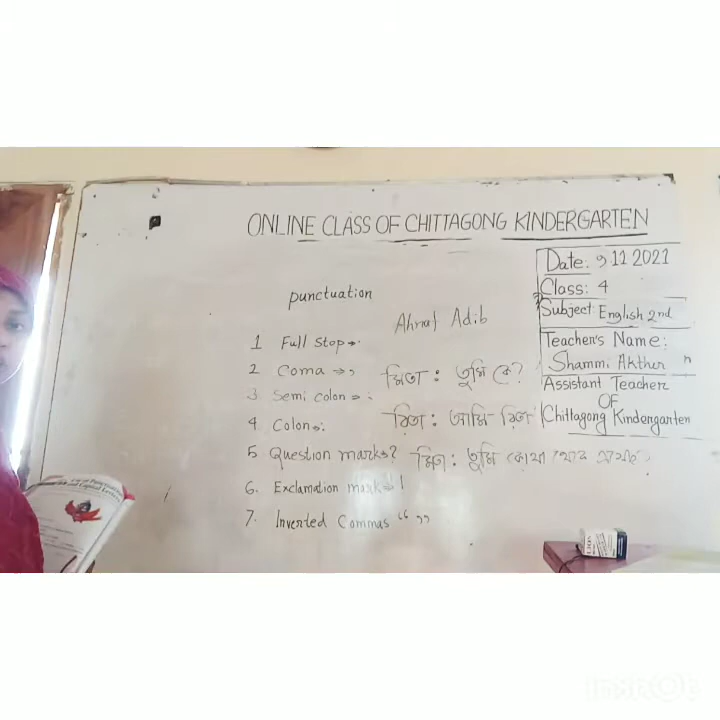 ONLINE CLASS OF CHITTAGONG KINDERGARTEN
Date: 9 11 2021
Class: 4
Subject: English 2nd
Teacher's Name:
Shammi Akther
Assistant Teacher
OF
Chittagong Kindergarten
punctuation
Ahnaf Adib
1 Full stop → .
2 Coma → ,
3 Semi colon → ;
4 Colon → :
5 Question mark → ?
6. Exclamation mark → !
7. Inverted Commas “ ”
মিতা : তুমি কে?
রিতা : আমি রিতা
মিতা : তুমি কোথা থেকে